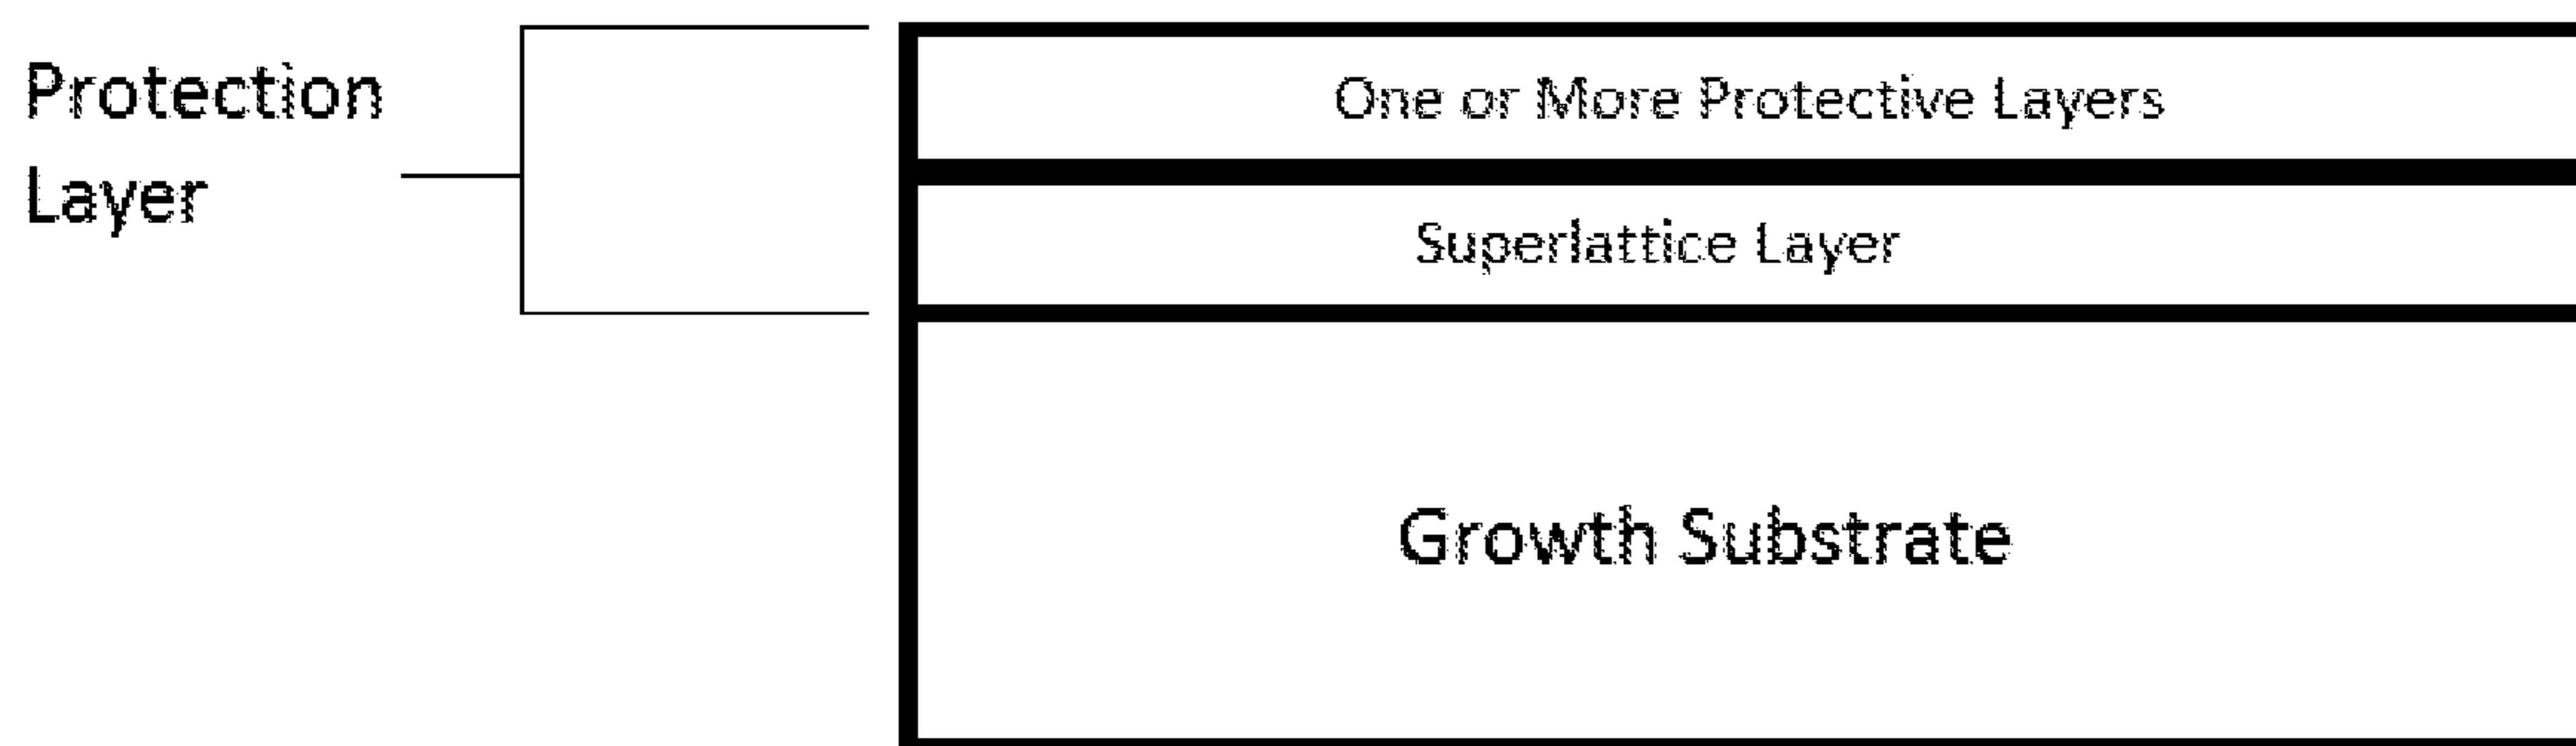 Protection
Layer
One or More Protective Layers
Superlattice Layer
Growth Substrate